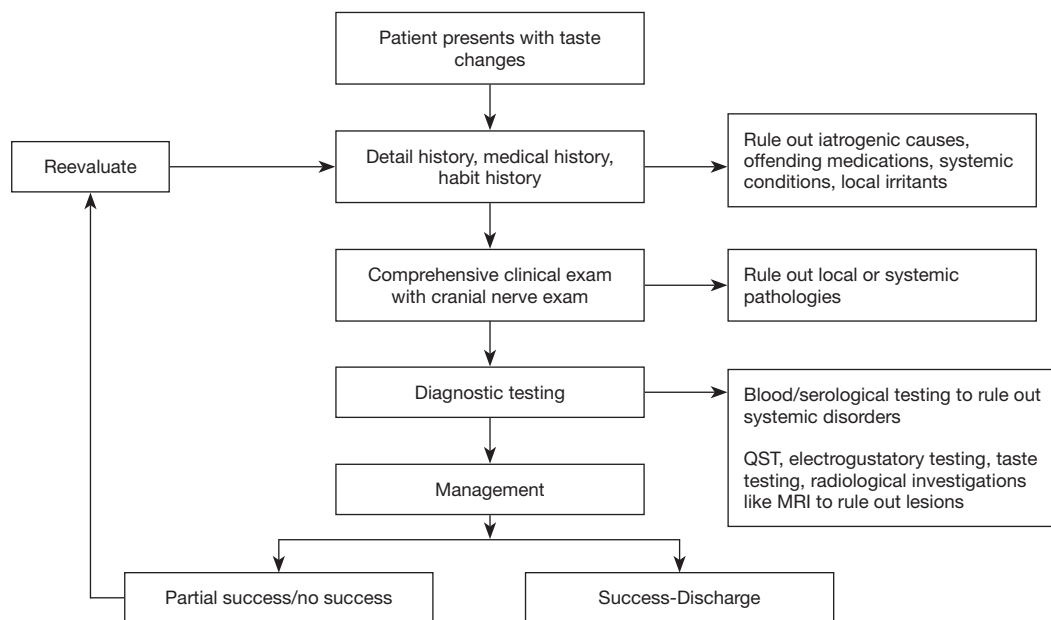 Patient presents with taste
changes
Reevaluate
Detail history, medical history,
habit history
Rule out iatrogenic causes,
offending medications, systemic
conditions, local irritants
Comprehensive clinical exam
with cranial nerve exam
Rule out local or systemic
pathologies
Diagnostic testing
Blood/serological testing to rule out
systemic disorders
QST, electrogustatory testing, taste
testing, radiological investigations
like MRI to rule out lesions
Management
Partial success/no success
Success-Discharge